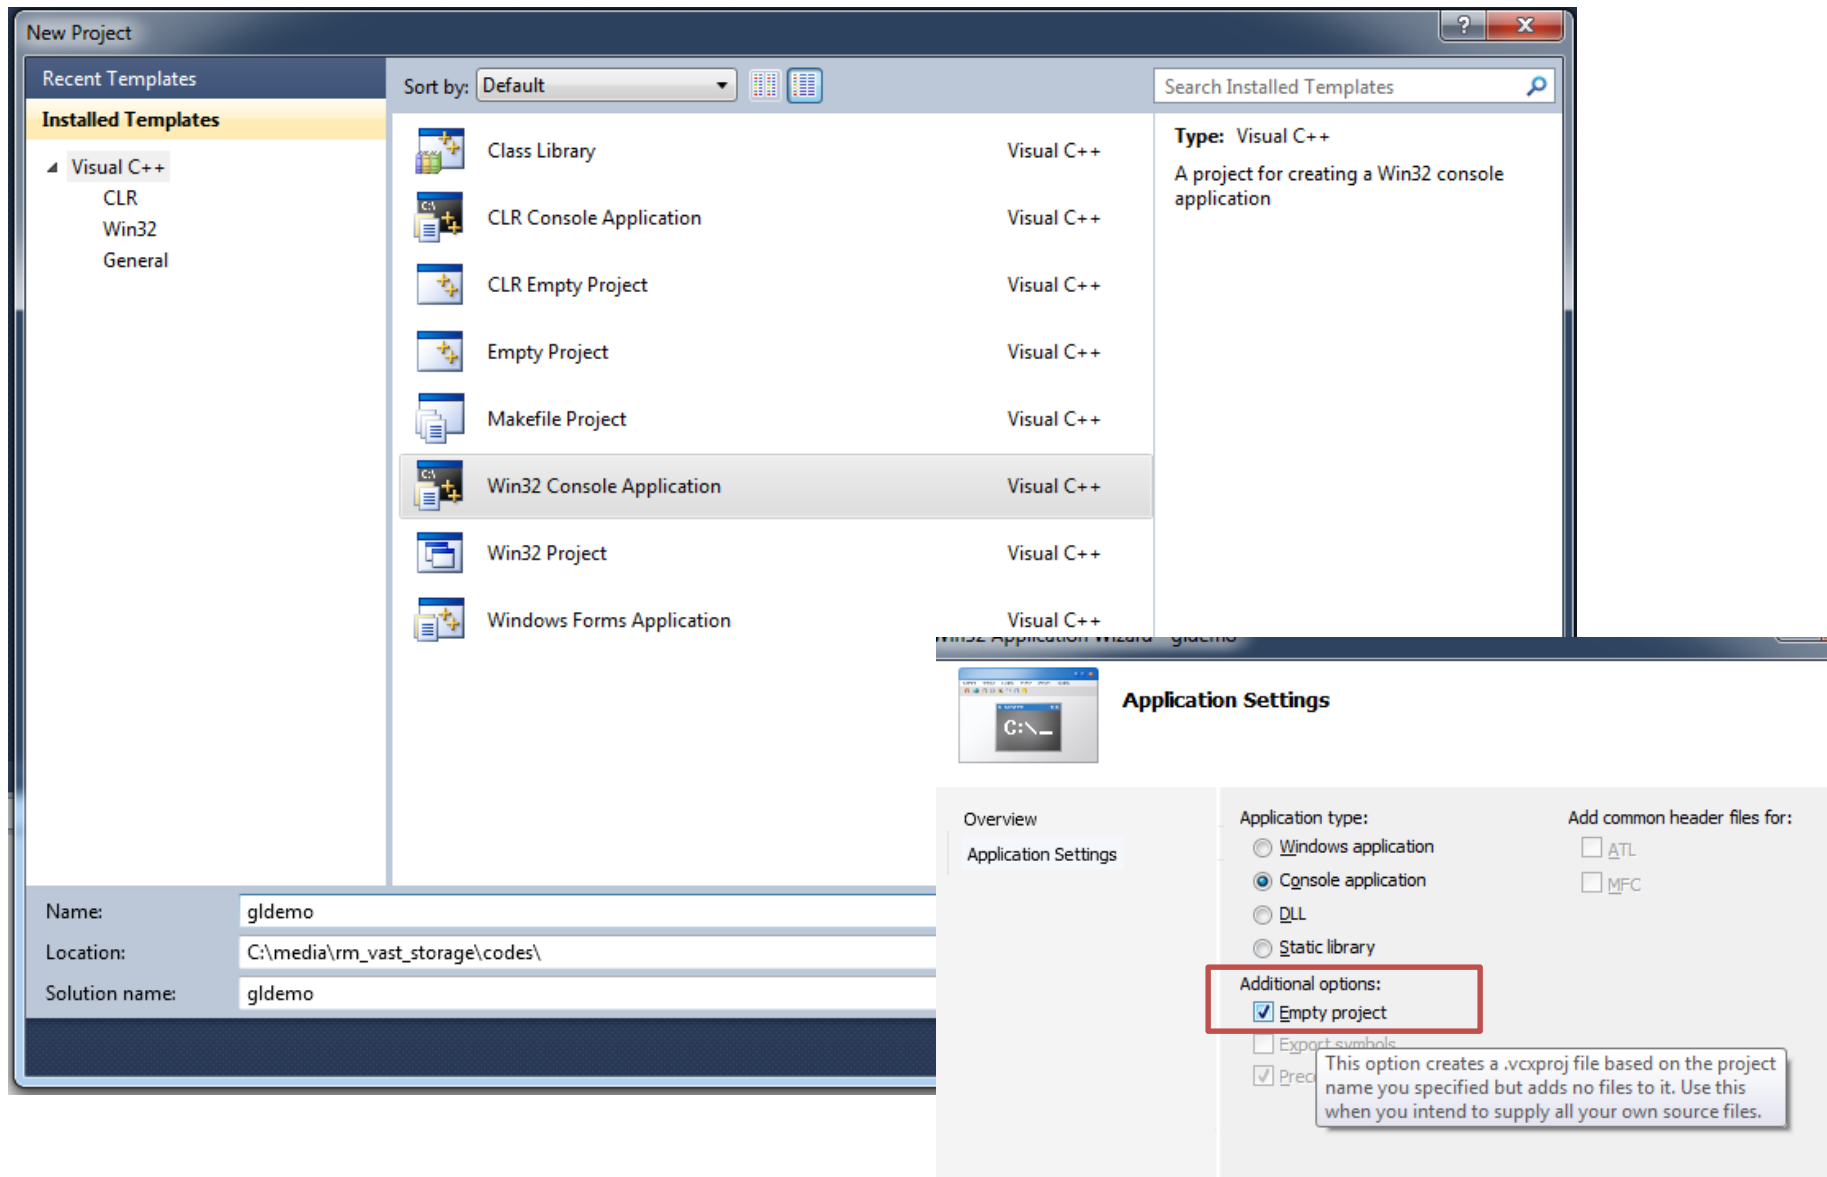 New Project
Recent Templates
Sort by: Default
Search Installed Templates
Installed Templates
Visual C++
CLR
Win32
General
Class Library Visual C++
CLR Console Application Visual C++
CLR Empty Project Visual C++
Empty Project Visual C++
Makefile Project Visual C++
Win32 Console Application Visual C++
Win32 Project Visual C++
Windows Forms Application Visual C++
Type: Visual C++
A project for creating a Win32 console
application
Name: gldemo
Location: C:\media\rm_vast_storage\codes\
Solution name: gldemo
Win32 Application Wizard - gldemo
C:\_
Application Settings
Overview
Application Settings
Application type:
Windows application
Console application
DLL
Static library
Add common header files for:
ATL
MFC
Additional options:
Empty project
Export symbols
This option creates a .vcxproj file based on the project
name you specified but adds no files to it. Use this
when you intend to supply all your own source files.